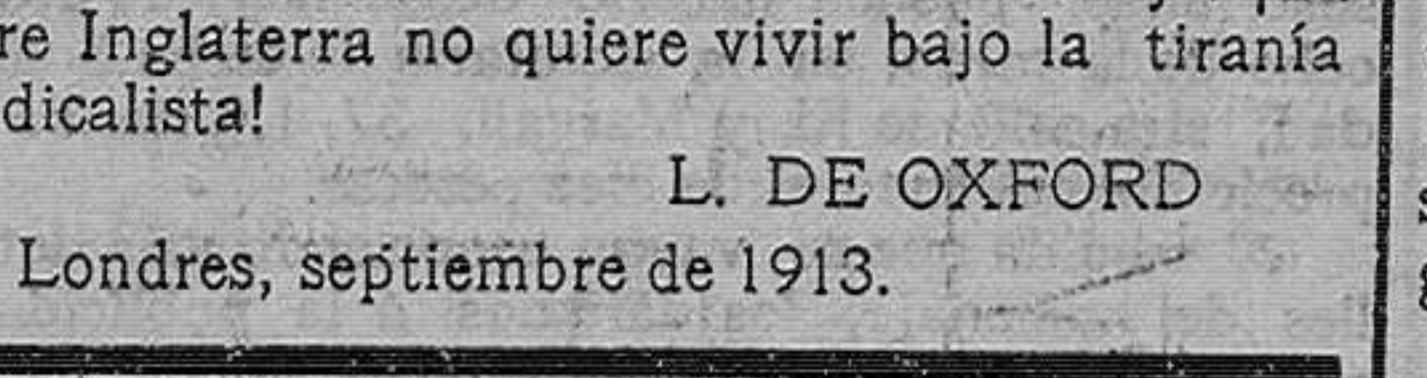 re Inglaterra no quiere vivir bajo la tiranía
dicalista!
L. DE OXFORD
Londres, septiembre de 1913.